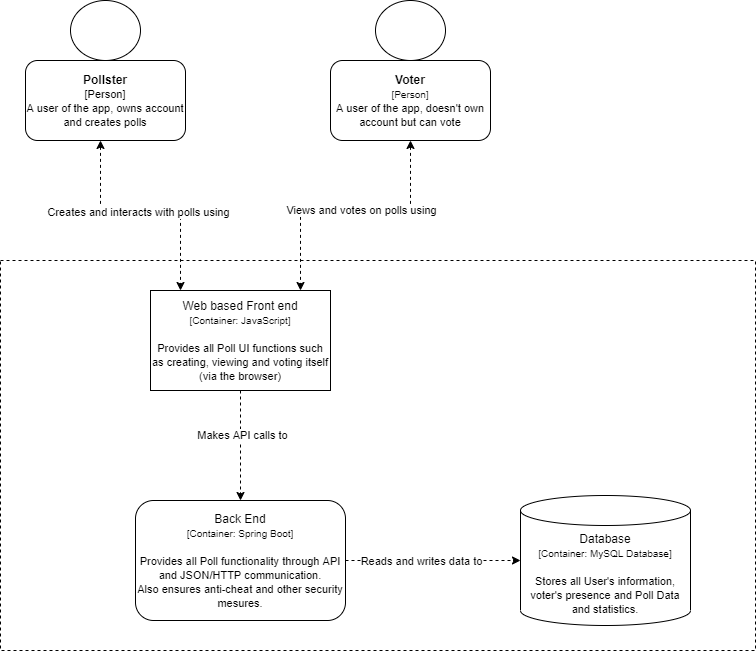 Pollster
[Person]
A user of the app, owns account
and creates polls
Voter
[Person]
A user of the app, doesn't own
account but can vote
Creates and interacts with polls using
Views and votes on polls using
Web based Front end
[Container: JavaScript]
Provides all Poll UI functions such
as creating, viewing and voting itself
(via the browser)
Makes API calls to
Back End
[Container: Spring Boot]
Provides all Poll functionality through API
and JSON/HTTP communication.
Also ensures anti-cheat and other security
mesures.
Reads and writes data to
Database
[Container: MySQL Database]
Stores all User's information,
voter's presence and Poll Data
and statistics.